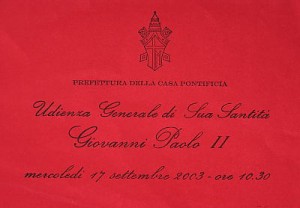 PREFETTURA DELLA CASA PONTIFICIA
Udienza Generale di Sua Santità
Giovanni Paolo II
mercoledì 17 settembre 2003 - ore 10.30